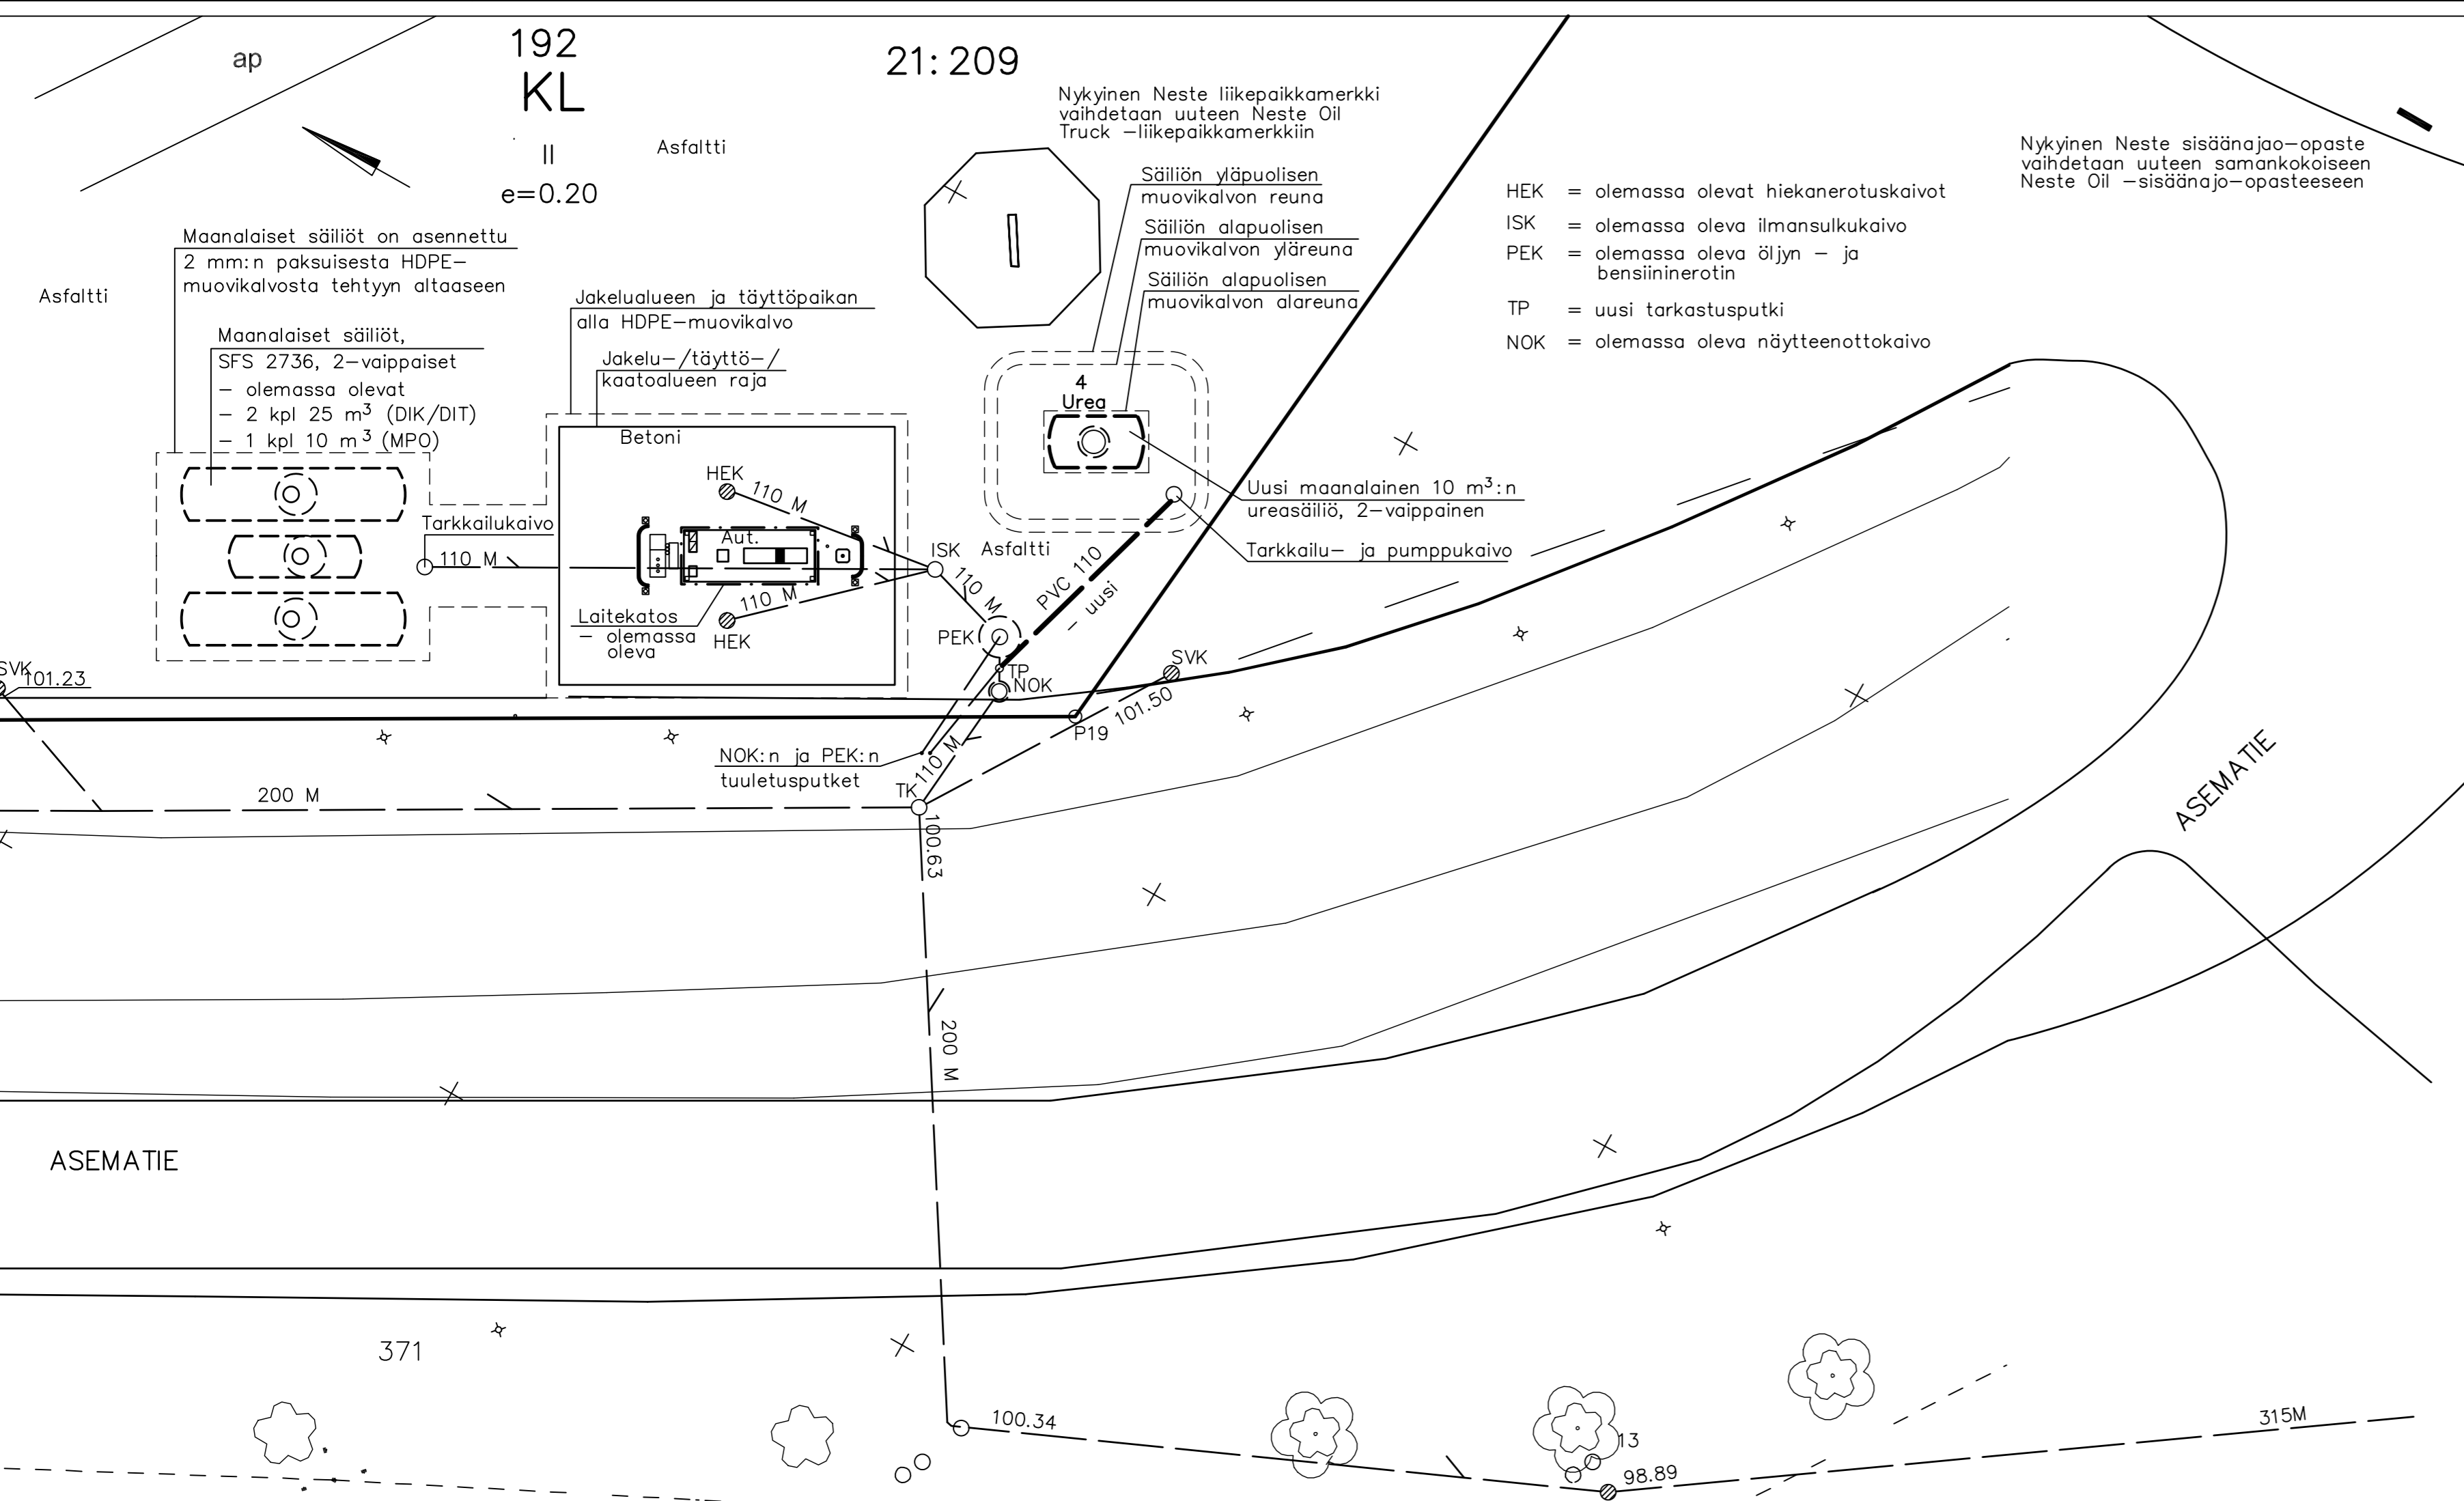 ap
192
KL
II
e=0.20
21:209
Asfaltti
Asfaltti
Nykyinen Neste liikepaikkamerkki
vaihdetaan uuteen Neste Oil
Truck –liikepaikkamerkkiin
Nykyinen Neste sisäänajao–opaste
vaihdetaan uuteen samankokoiseen
Neste Oil –sisäänajo–opasteeseen
Säiliön yläpuolisen
muovikalvon reuna
Säiliön alapuolisen
muovikalvon yläreuna
Säiliön alapuolisen
muovikalvon alareuna
HEK = olemassa olevat hiekanerotuskaivot
ISK = olemassa oleva ilmansulkukaivo
PEK = olemassa oleva öljyn – ja
bensiininerotin
TP = uusi tarkastusputki
NOK = olemassa oleva näytteenottokaivo
Maanalaiset säiliöt on asennettu
2 mm:n paksuisesta HDPE–
muovikalvosta tehtyyn altaaseen
Maanalaiset säiliöt,
SFS 2736, 2–vaippaiset
– olemassa olevat
– 2 kpl 25 m³ (DIK/DIT)
– 1 kpl 10 m³ (MPO)
Jakelualueen ja täyttöpaikan
alla HDPE–muovikalvo
Jakelu–/täyttö–/
kaatoalueen raja
Betoni
4
Urea
HEK
110 M
Uusi maanalainen 10 m³:n
ureasäiliö, 2–vaippainen
Tarkkailukaivo
110 M
Aut.
ISK
Asfaltti
Tarkkailu– ja pumppukaivo
110 M
PVC 110
– uusi
110 M
Laitekatos
– olemassa
oleva
HEK
PEK
TP
NOK
SVK
SVK
101.23
101.50
P19
NOK:n ja PEK:n
tuuletusputket
110 M
TK
200 M
100.63
ASEMATIE
200 M
ASEMATIE
371
100.34
13
98.89
315M